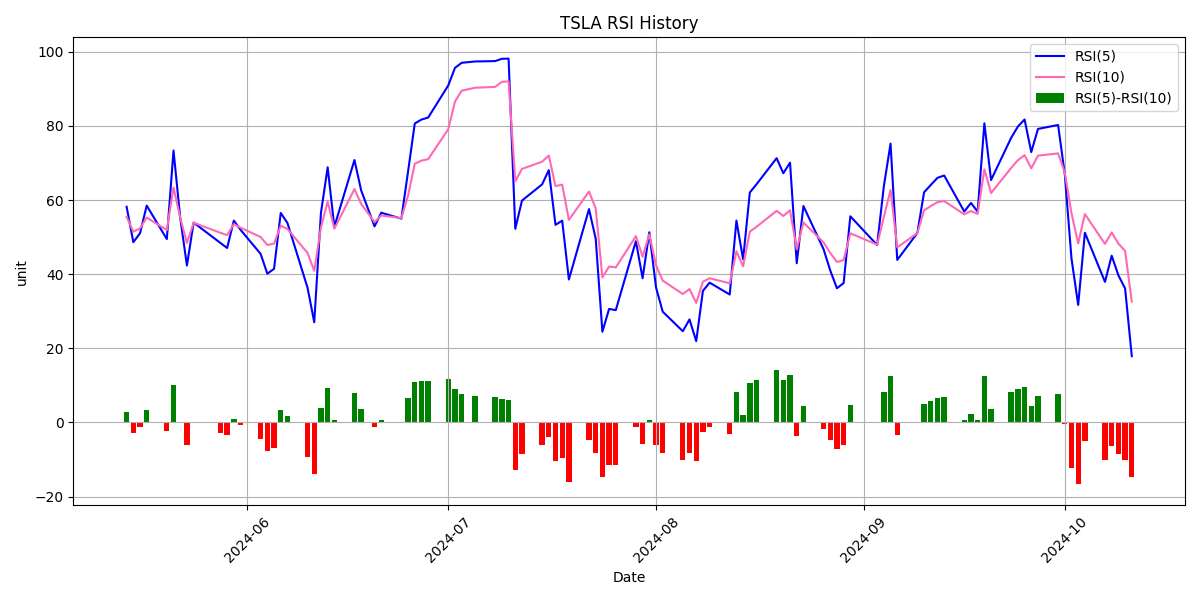 TSLA RSI History
RSI(5)
RSI(10)
RSI(5)-RSI(10)
100
80
60
40
20
0
−20
unit
2024-06
2024-07
2024-08
2024-09
2024-10
Date